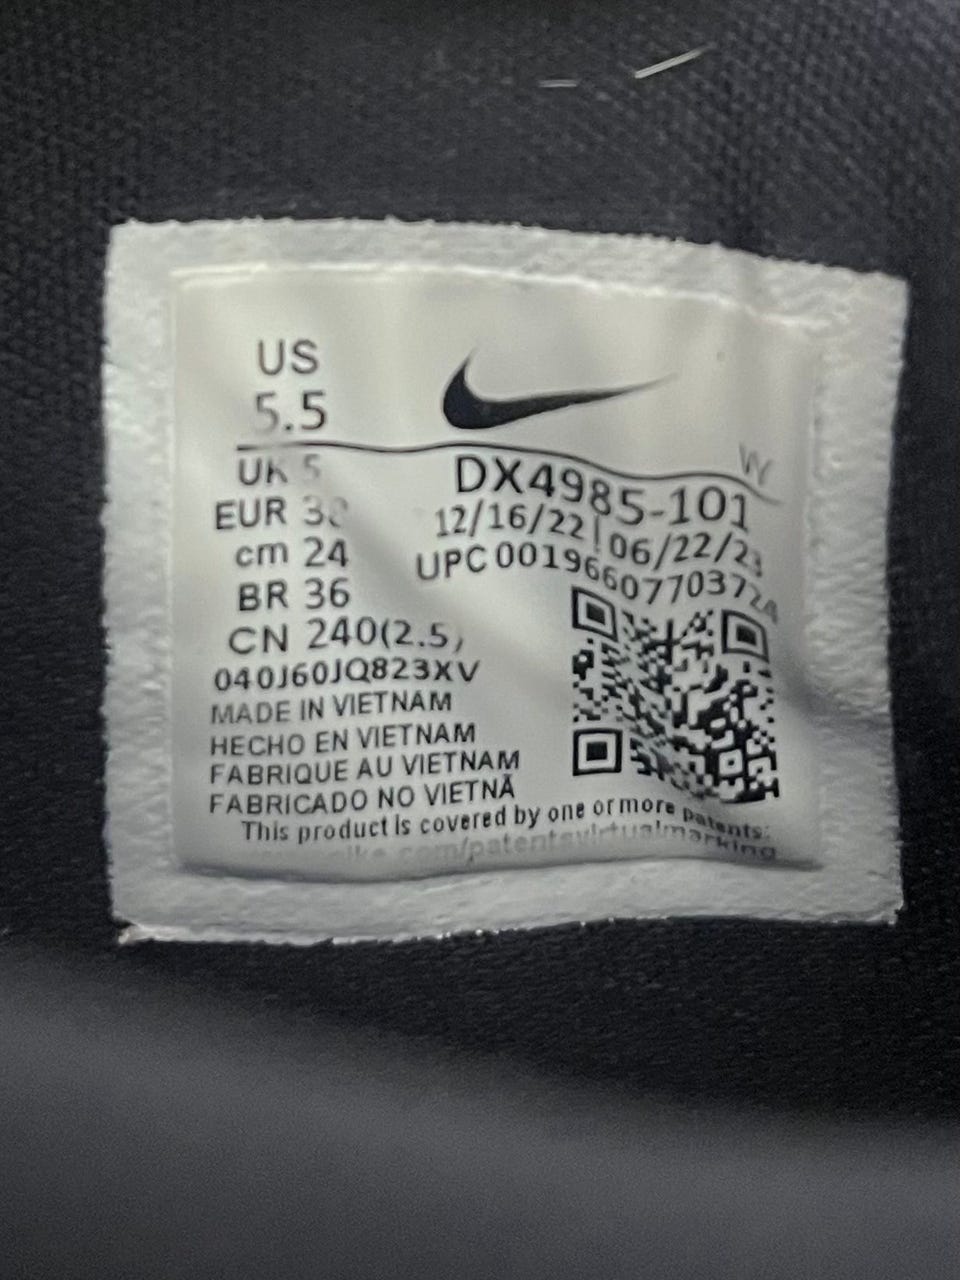 US
5.5
W
UK 5
DX4985-101
EUR
12/16/22 | 06/22/23
cm 24
UPC 00196607703724
BR 36
CN 240(2.5)
040J60JQ823XV
MADE IN VIETNAM
HECHO EN VIETNAM
FABRIQUE AU VIETNAM
FABRICADO NO VIETNÃ
This product is covered by one or more patents: